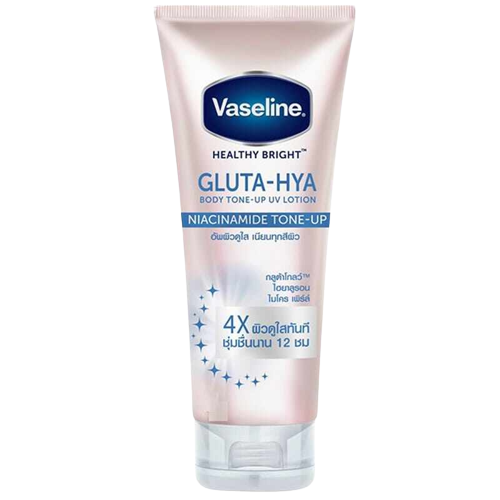 Vaseline®
HEALTHY BRIGHT™
GLUTA-HYA
BODY TONE-UP UV LOTION
NIACINAMIDE TONE-UP
อัพผิวดูใส เนียนทุกสีผิว
กลูต้าโกลว์™
ไฮยาลูรอน
ไมโคร เพิร์ล
4X ผิวดูใสทันที
ชุ่มชื่นนาน 12 ชม